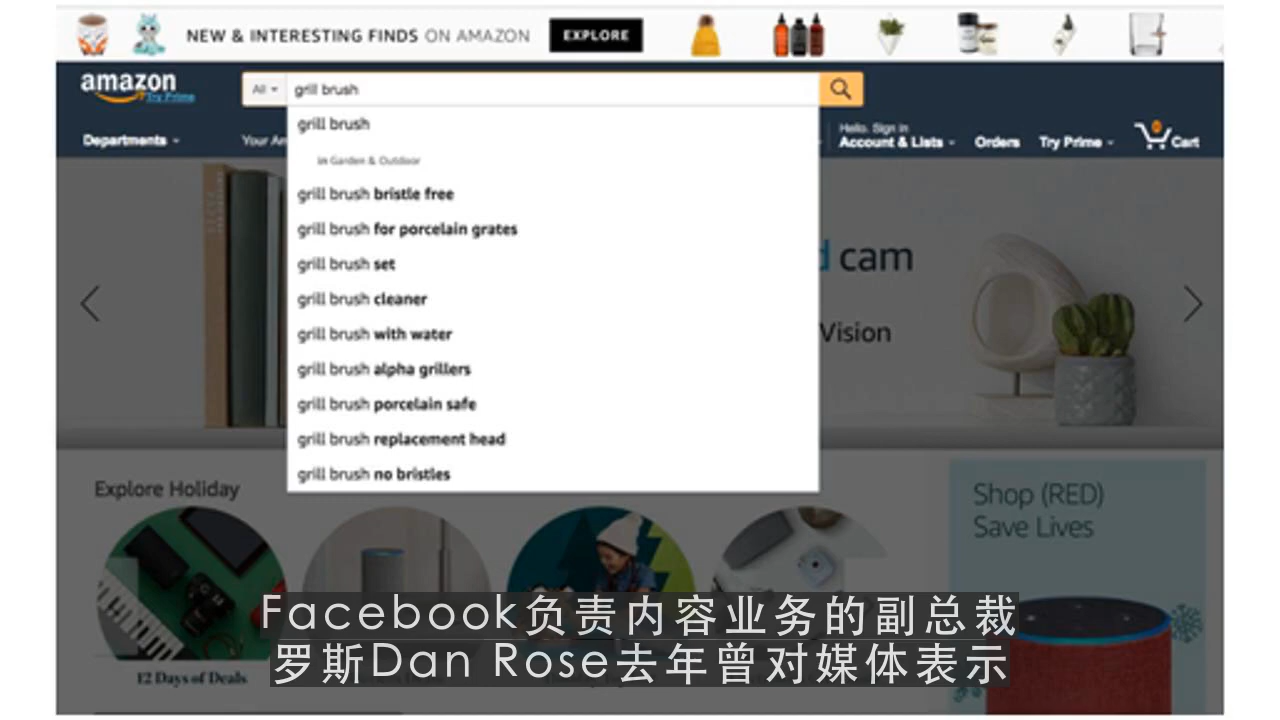 NEW & INTERESTING FINDS ON AMAZON EXPLORE
amazon
Try Prime
All
grill brush
Departments
Your Am
Hello. Sign in
Account & Lists
Orders
Try Prime
0
Cart
grill brush
in Garden & Outdoor
grill brush bristle free
grill brush for porcelain grates
grill brush set
grill brush cleaner
grill brush with water
grill brush alpha grillers
grill brush porcelain safe
grill brush replacement head
grill brush no bristles
d cam
Vision
Explore Holiday
Shop (RED)
Save Lives
12 Days of Deals
Facebook负责内容业务的副总裁
罗斯Dan Rose去年曾对媒体表示